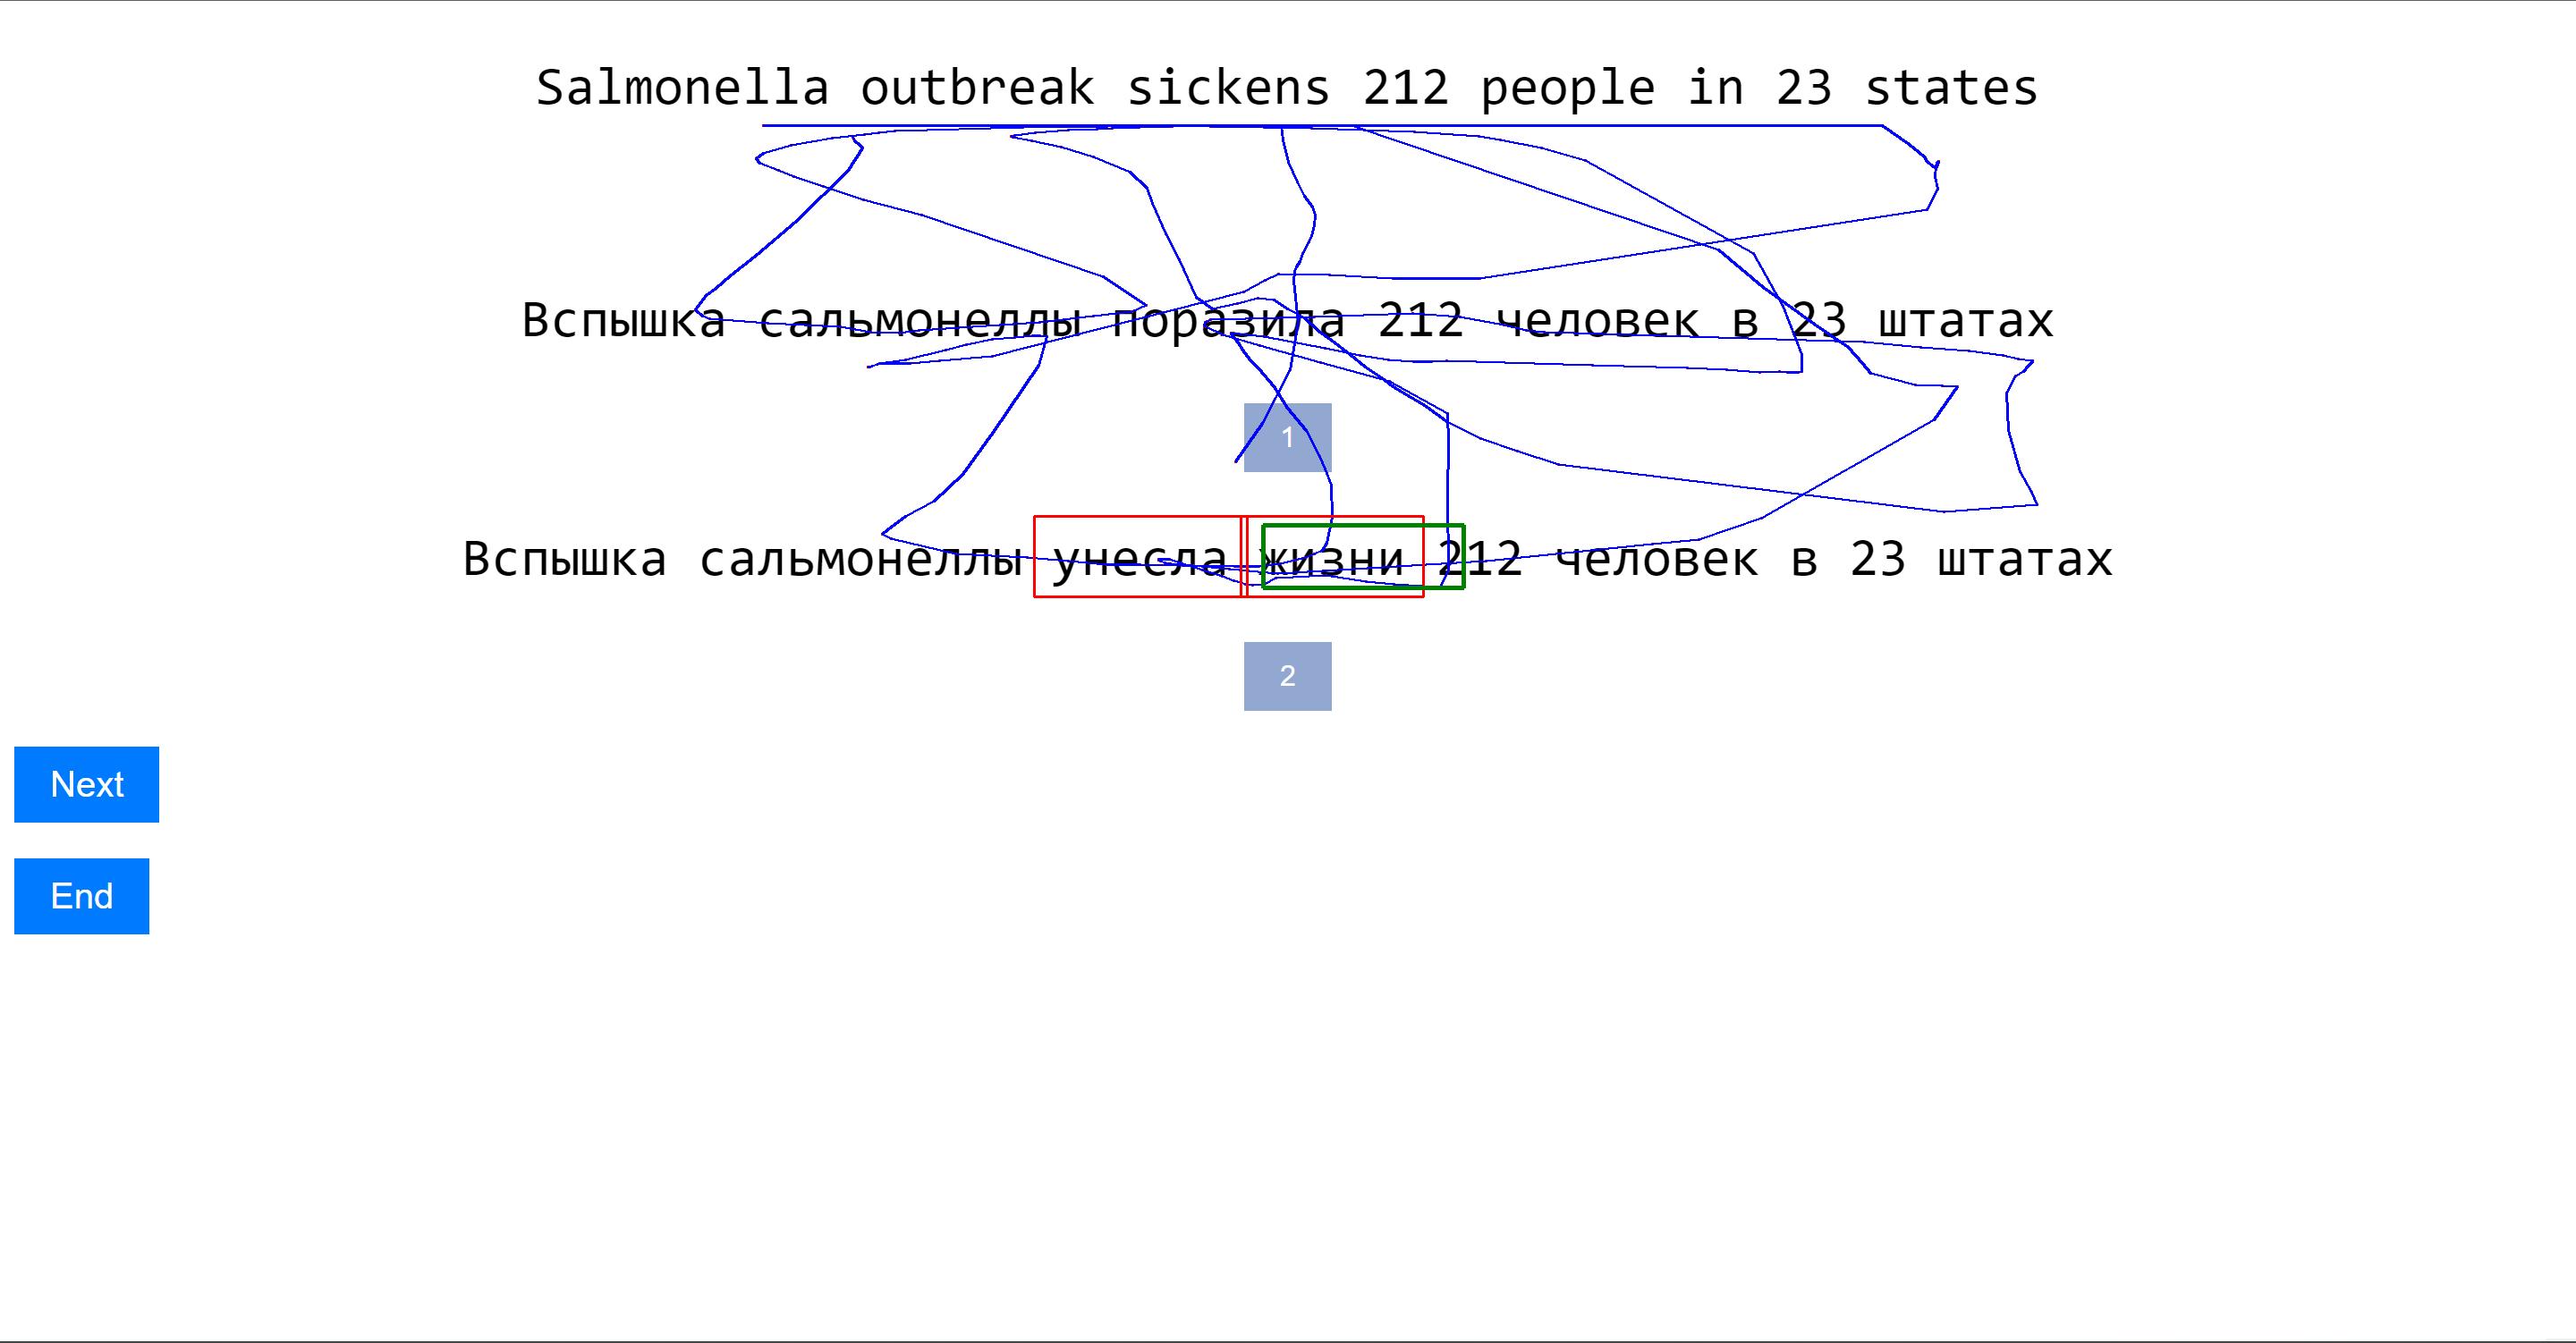 Salmonella outbreak sickens 212 people in 23 states
Вспышка сальмонеллы поразила 212 человек в 23 штатах
1
Вспышка сальмонеллы унесла жизни 212 человек в 23 штатах
2
Next
End